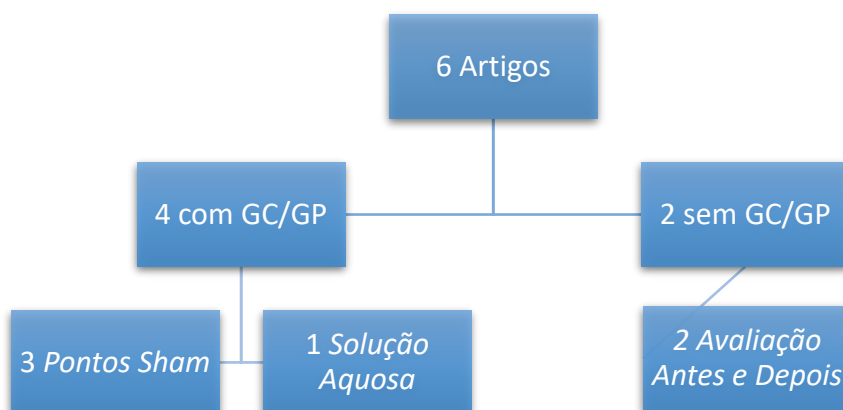 6 Artigos
4 com GC/GP
2 sem GC/GP
3 Pontos Sham
1 Solução
Aquosa
2 Avaliação
Antes e Depois